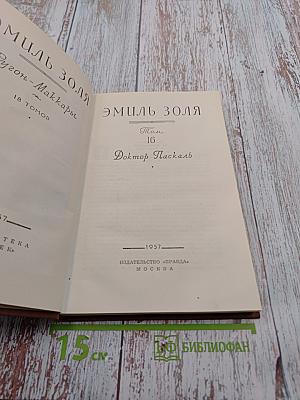 ЭМИЛЬ ЗОЛЯ
Ругон-Маккары
18 ТОМОВ
ЭМИЛЬ ЗОЛЯ
Том
16
Доктор Паскаль
1957
ИЗДАТЕЛЬСТВО «ПРАВДА»
МОСКВА
15 см.
БИБЛИОФАН